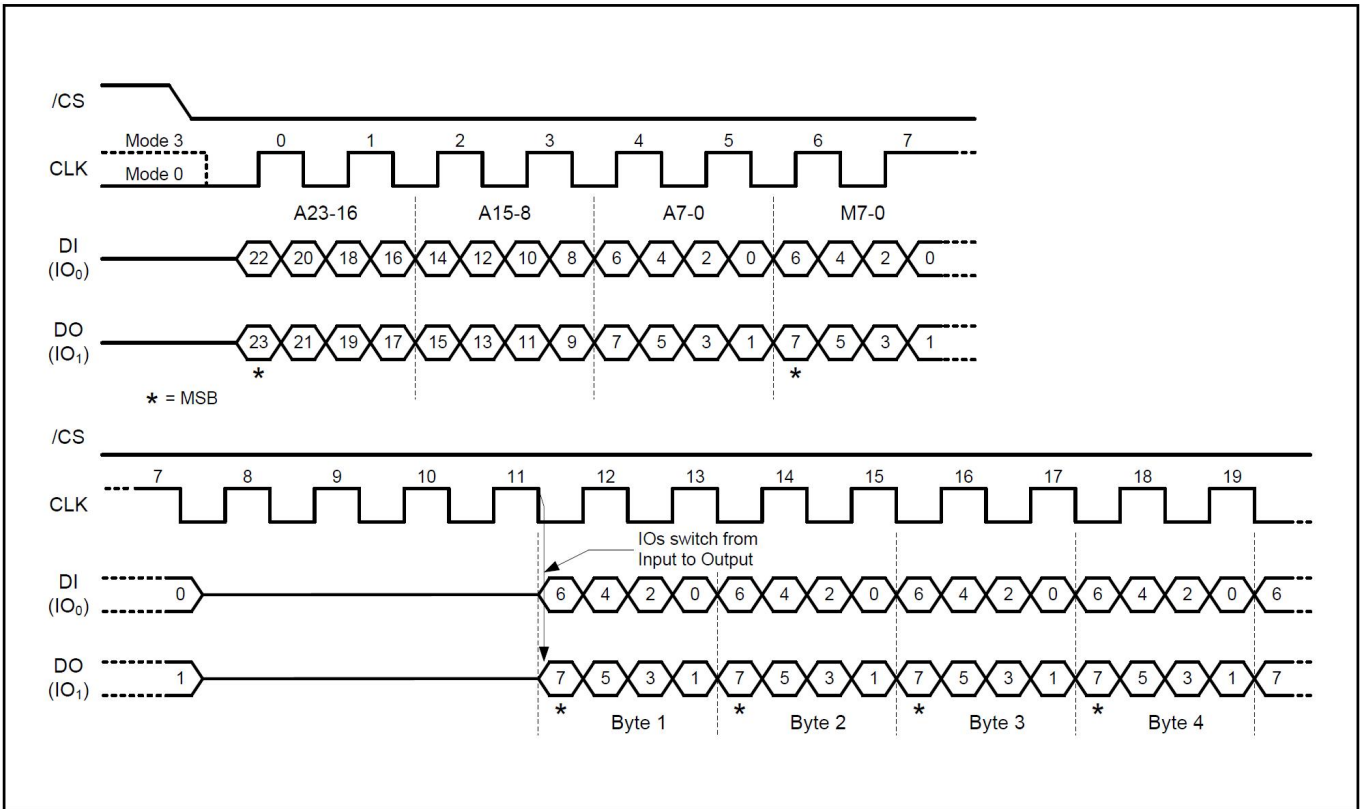 /CS
Mode 3 0 1 2 3 4 5 6 7
CLK
Mode 0
A23-16 A15-8 A7-0 M7-0
DI
(IO₀)
22 20 18 16 14 12 10 8 6 4 2 0 6 4 2 0
DO
(IO₁)
23 21 19 17 15 13 11 9 7 5 3 1 7 5 3 1
* *
* = MSB
/CS
7 8 9 10 11 12 13 14 15 16 17 18 19
CLK
IOs switch from
Input to Output
DI
(IO₀)
0 6 4 2 0 6 4 2 0 6 4 2 0 6 4 2 0 6
DO
(IO₁)
1 7 5 3 1 7 5 3 1 7 5 3 1 7 5 3 1 7
* Byte 1 * Byte 2 * Byte 3 * Byte 4